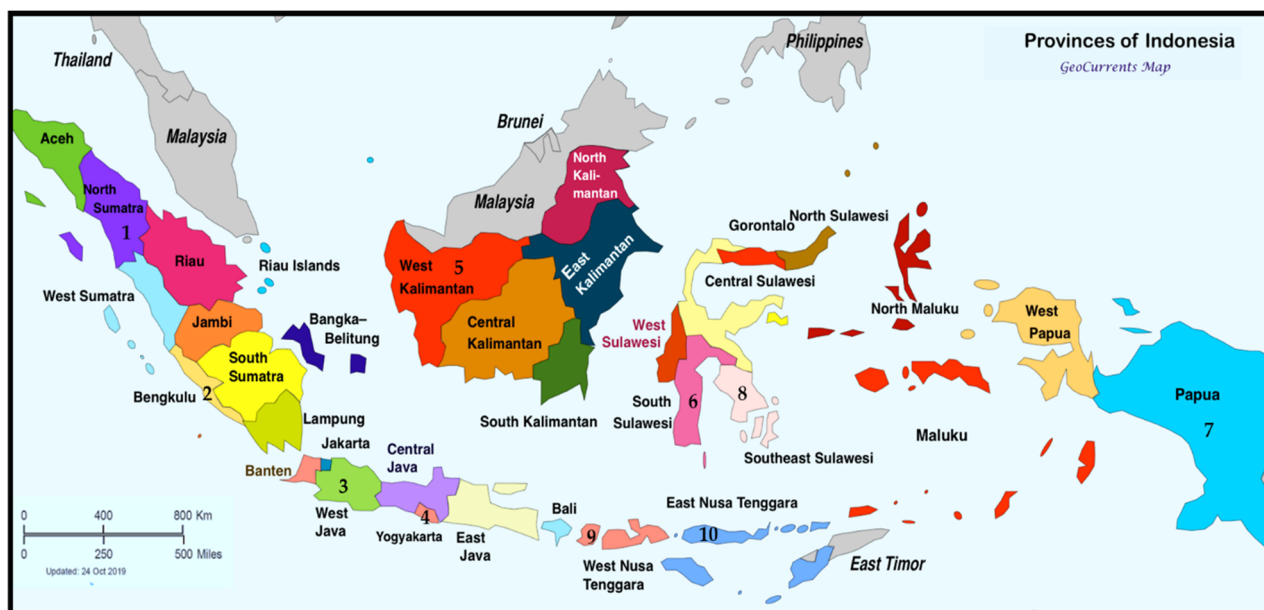 Provinces of Indonesia
GeoCurrents Map
Philippines
Thailand
Malaysia
Brunei
Aceh
North
Sumatra
1
North
Kali-
mantan
Malaysia
Gorontalo
North Sulawesi
Riau
Riau Islands
West
Kalimantan
5
East
Kalimantan
Central Sulawesi
West Sumatra
Jambi
Bangka–
Belitung
Central
Kalimantan
West
Sulawesi
North Maluku
West
Papua
South
Sumatra
Bengkulu
2
Papua
7
South
Sulawesi
6
8
South Kalimantan
Lampung
Jakarta
Maluku
Banten
Central
Java
Southeast Sulawesi
3
West
Java
4
Yogyakarta
East
Java
Bali
9
West Nusa
Tenggara
East Nusa Tenggara
10
East Timor
0 400 800 Km
0 250 500 Miles
Updated: 24 Oct 2019